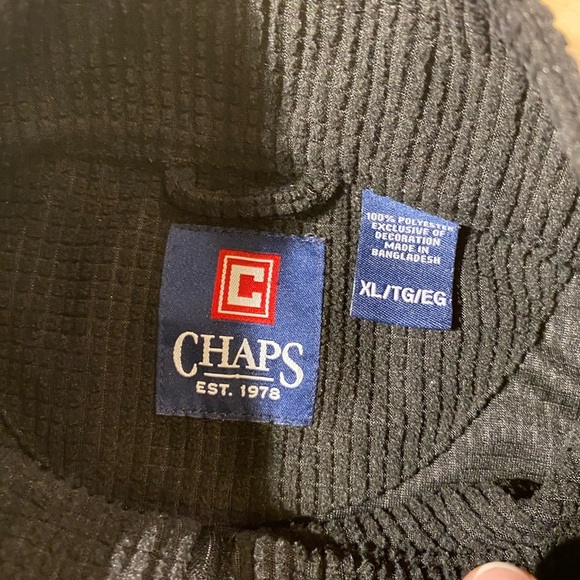 C
CHAPS
EST. 1978
100% POLYESTER
EXCLUSIVE OF
DECORATION
MADE IN
BANGLADESH
XL/TG/EG